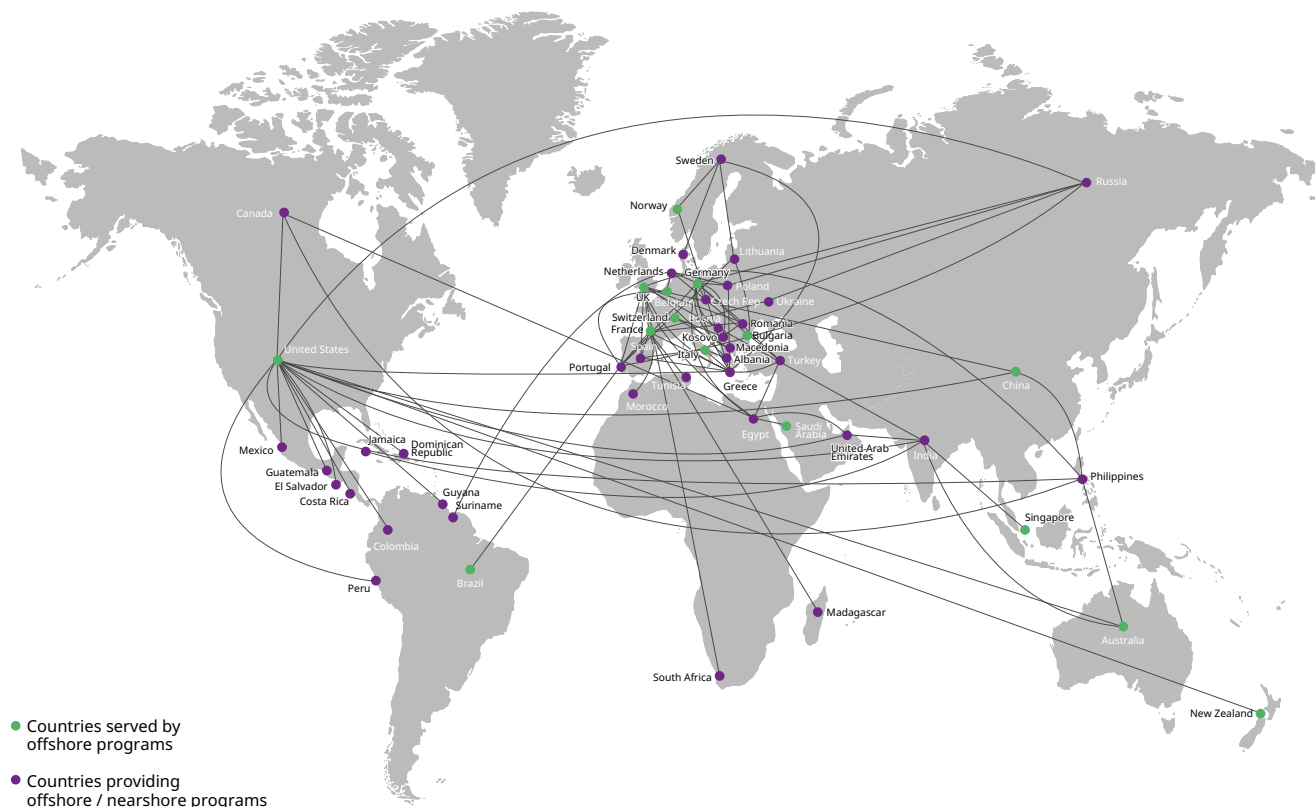 Sweden
Russia
Norway
Canada
Denmark
Lithuania
Netherlands
Germany
Poland
UK
Belgium
Czech Rep.
Ukraine
Switzerland
Bosnia
France
Romania
Kosovo
Bulgaria
United States
Spain
Italy
Macedonia
Albania
Turkey
Portugal
Tunisia
Greece
China
Morocco
Egypt
Saudi
Arabia
Jamaica
Dominican
Republic
Mexico
United Arab
Emirates
India
Guatemala
El Salvador
Costa Rica
Philippines
Guyana
Suriname
Singapore
Colombia
Brazil
Peru
Madagascar
Australia
South Africa
New Zealand
Countries served by
offshore programs
Countries providing
offshore / nearshore programs